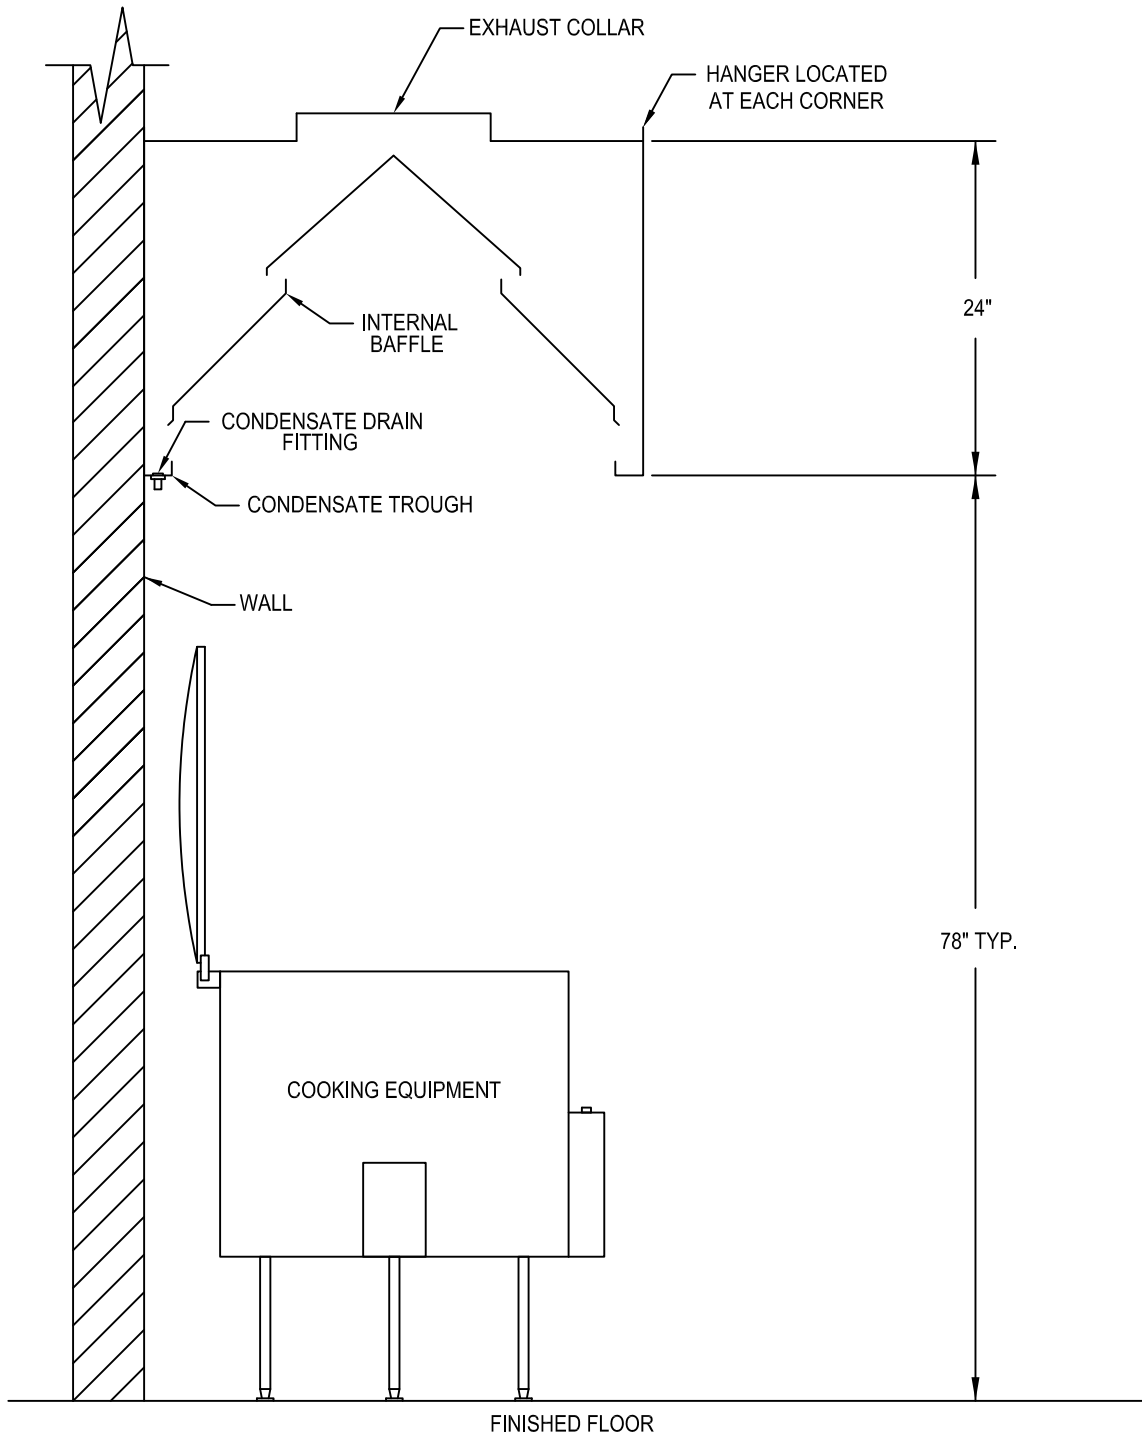 EXHAUST COLLAR
HANGER LOCATED
AT EACH CORNER
24"
INTERNAL
BAFFLE
CONDENSATE DRAIN
FITTING
CONDENSATE TROUGH
WALL
78" TYP.
COOKING EQUIPMENT
FINISHED FLOOR